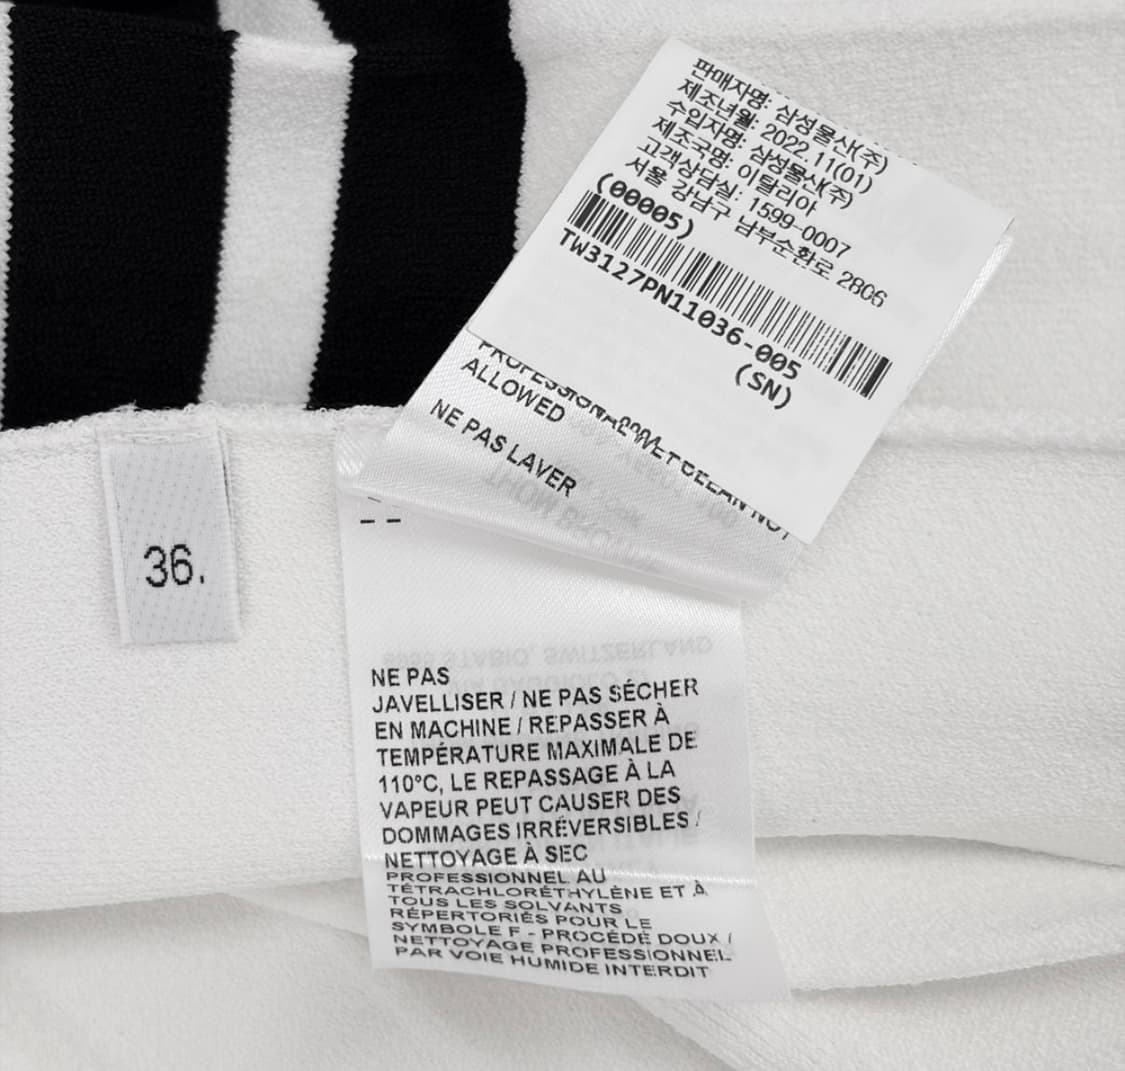 판매자명: 삼성물산(주)
제조년월: 2022.11(01)
수입자명: 삼성물산(주)
제조국명: 이탈리아
고객상담실: 1599-0007
서울 강남구 남부순환로 2806
(00005)
TW3127PN11036-005
(SN)
PROFESSIONAL WET CLEAN NOT
ALLOWED
NE PAS LAVER
36.
NE PAS
JAVELLISER / NE PAS SÉCHER
EN MACHINE / REPASSER À
TEMPÉRATURE MAXIMALE DE
110°C, LE REPASSAGE À LA
VAPEUR PEUT CAUSER DES
DOMMAGES IRRÉVERSIBLES /
NETTOYAGE À SEC
PROFESSIONNEL AU
TÉTRACHLORÉTHYLÈNE ET À
TOUS LES SOLVANTS
RÉPERTORIÉS POUR LE
SYMBOLE F - PROCÉDÉ DOUX /
NETTOYAGE PROFESSIONNEL
PAR VOIE HUMIDE INTERDIT